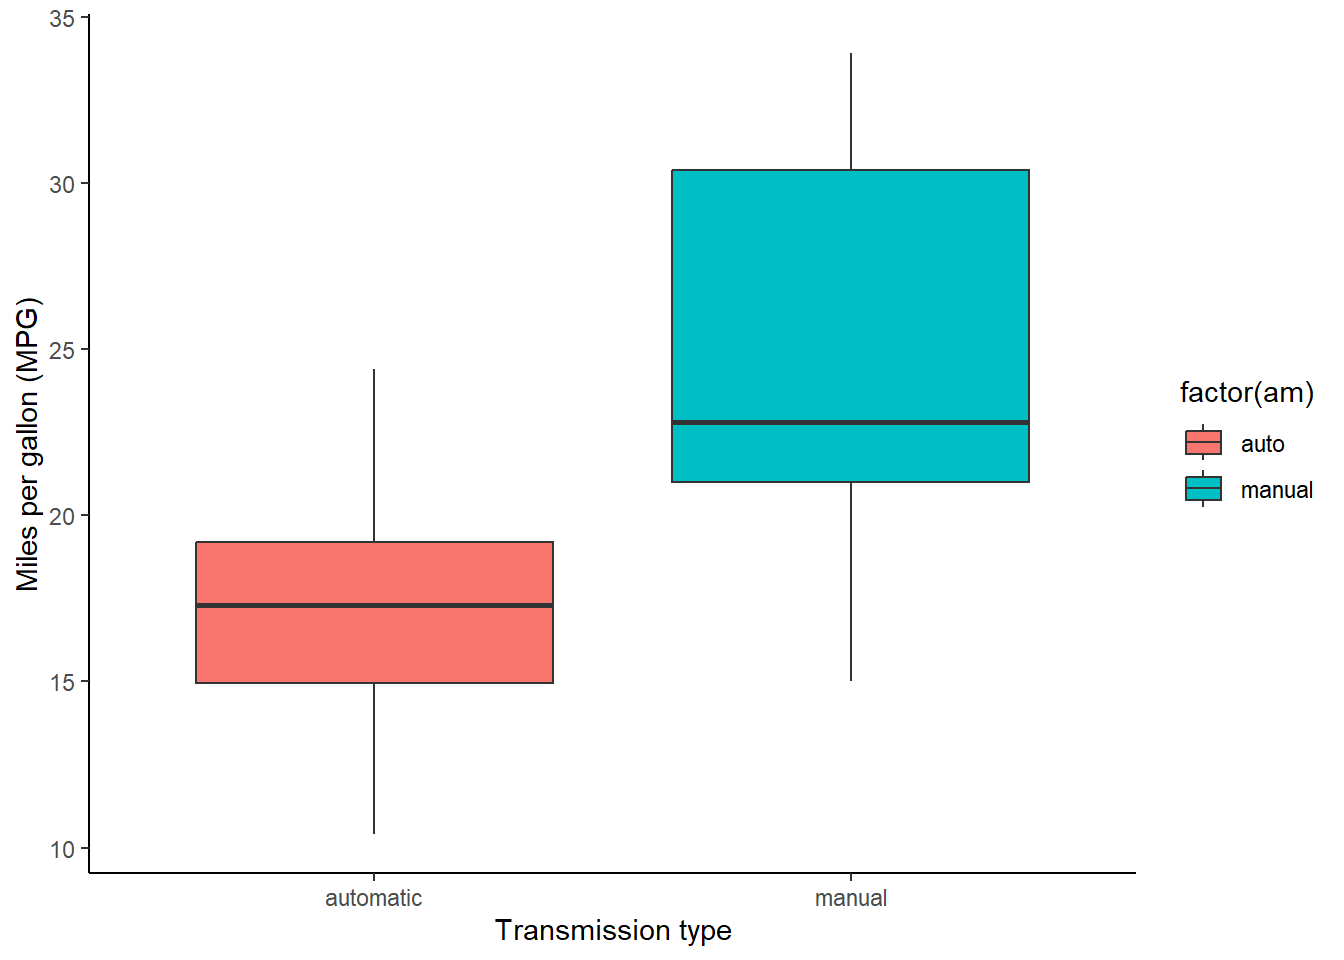 35
30
25
20
15
10
Miles per gallon (MPG)
automatic
manual
Transmission type
factor(am)
auto
manual